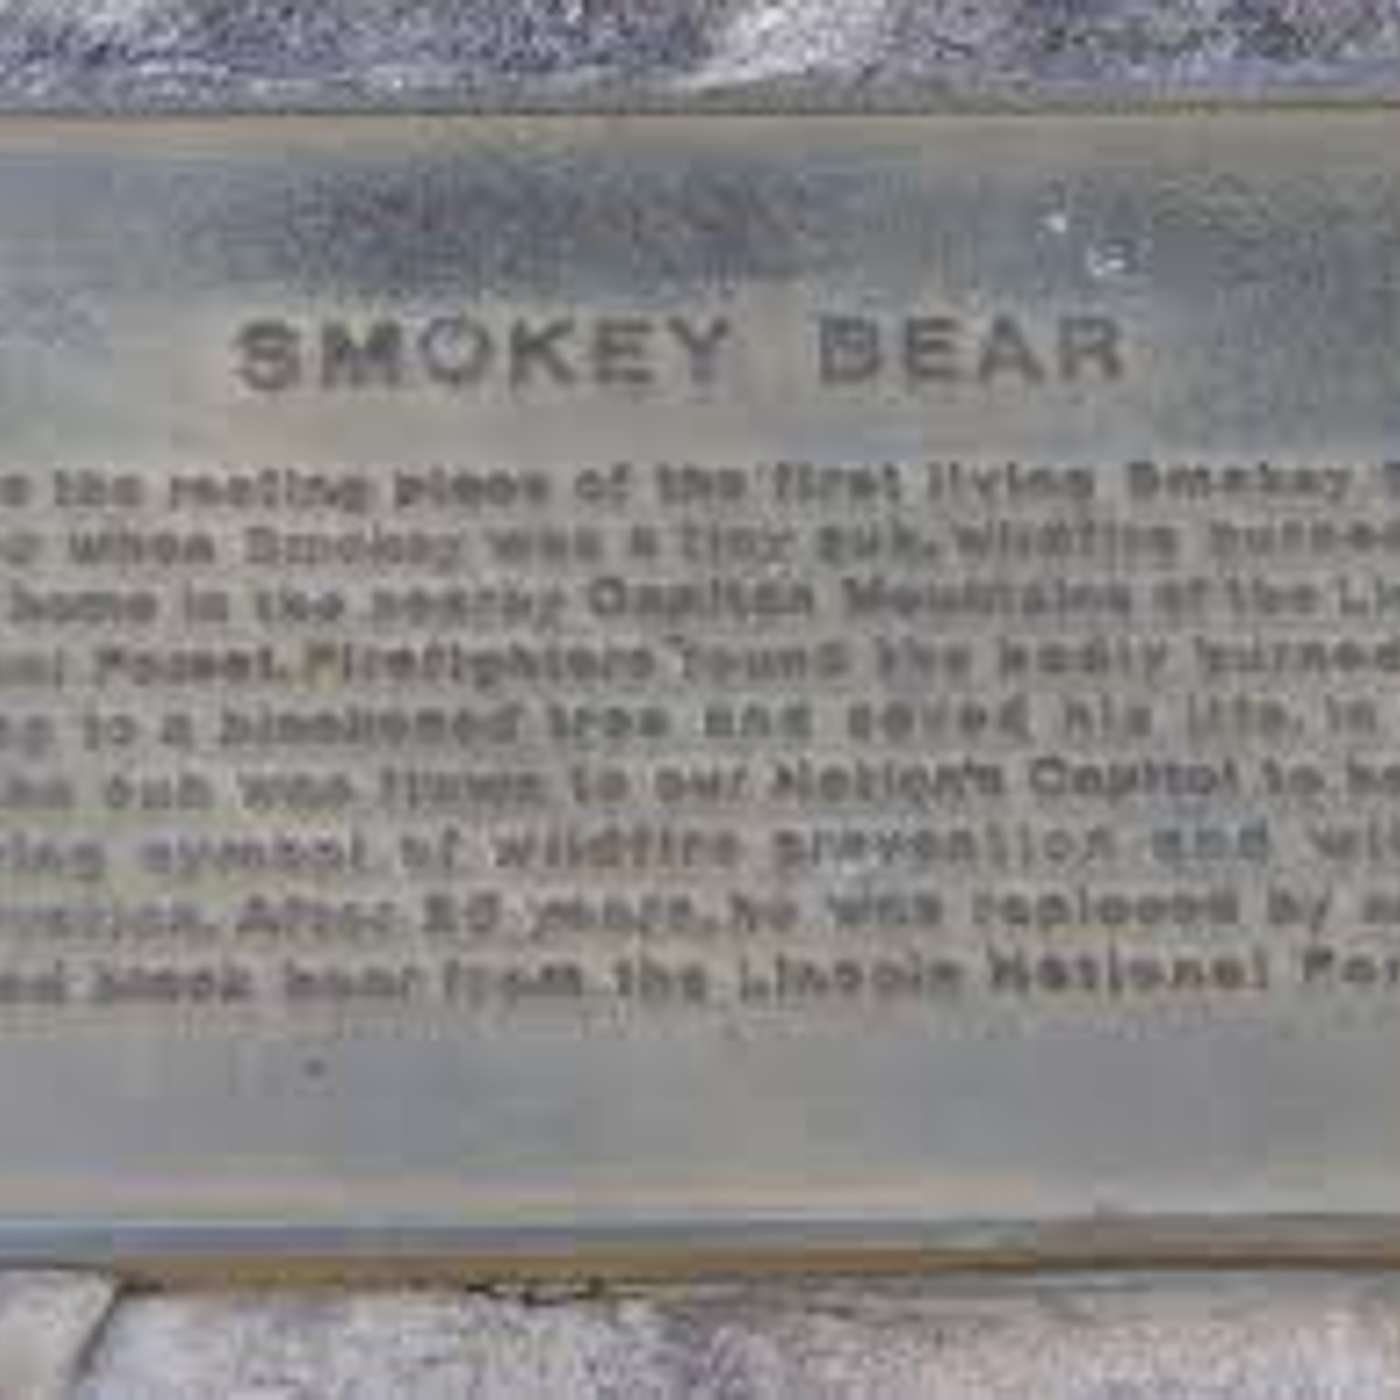 SMOKEY BEAR
the resting place of the first living Smokey
when Smokey was a tiny cub, wildfire burned
home in the nearby Capitan Mountains of the
Forest. Firefighters found the badly burned
to a blackened tree and saved his life. In
cub was flown to our Nation's Capitol to
symbol of wildfire prevention and
After 25 years, he was replaced by
black bear from the Lincoln National